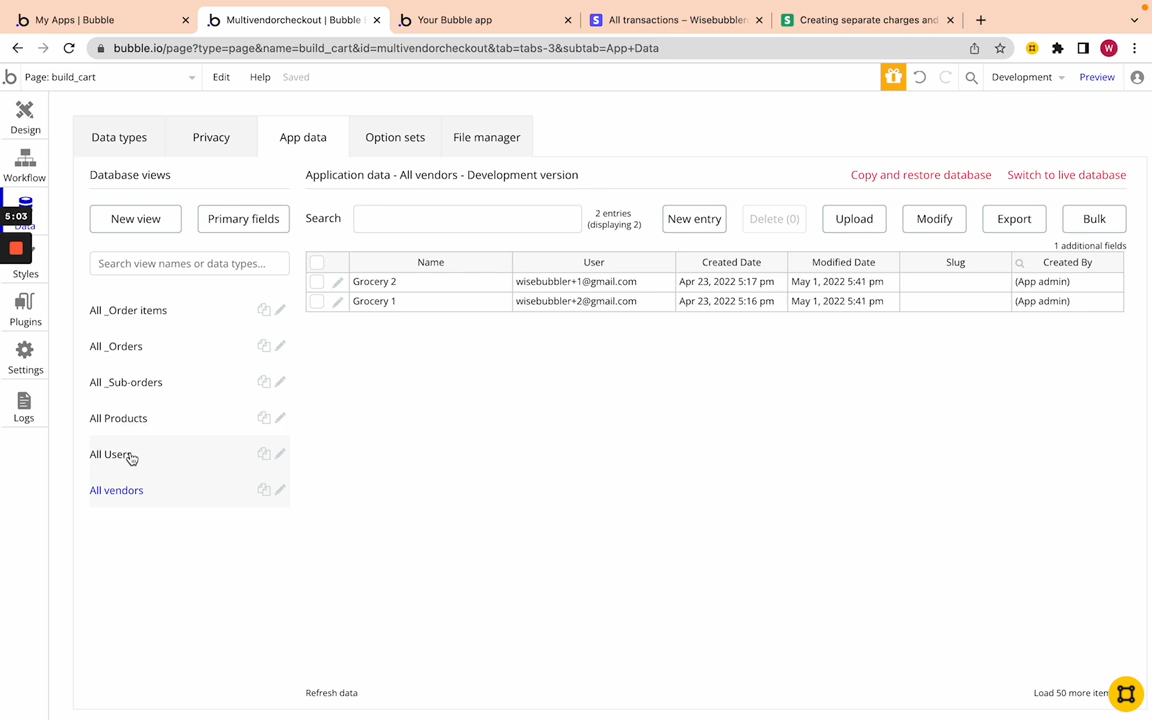 My Apps | Bubble
Multivendorcheckout | Bubble
Your Bubble app
All transactions – Wisebubbler
Creating separate charges and
bubble.io/page?type=page&name=build_cart&id=multivendorcheckout&tab=tabs-3&subtab=App+Data
W
Page: build_cart
Edit
Help
Saved
Development
Preview
Design
Workflow
5:03
Data
Styles
Plugins
Settings
Logs
Data types
Privacy
App data
Option sets
File manager
Database views
Application data - All vendors - Development version
Copy and restore database
Switch to live database
New view
Primary fields
Search
2 entries
(displaying 2)
New entry
Delete (0)
Upload
Modify
Export
Bulk
1 additional fields
Search view names or data types...
Name
User
Created Date
Modified Date
Slug
Created By
Grocery 2
wisebubbler+1@gmail.com
Apr 23, 2022 5:17 pm
May 1, 2022 5:41 pm
(App admin)
Grocery 1
wisebubbler+2@gmail.com
Apr 23, 2022 5:16 pm
May 1, 2022 5:41 pm
(App admin)
All _Order items
All _Orders
All _Sub-orders
All Products
All Users
All vendors
Refresh data
Load 50 more item